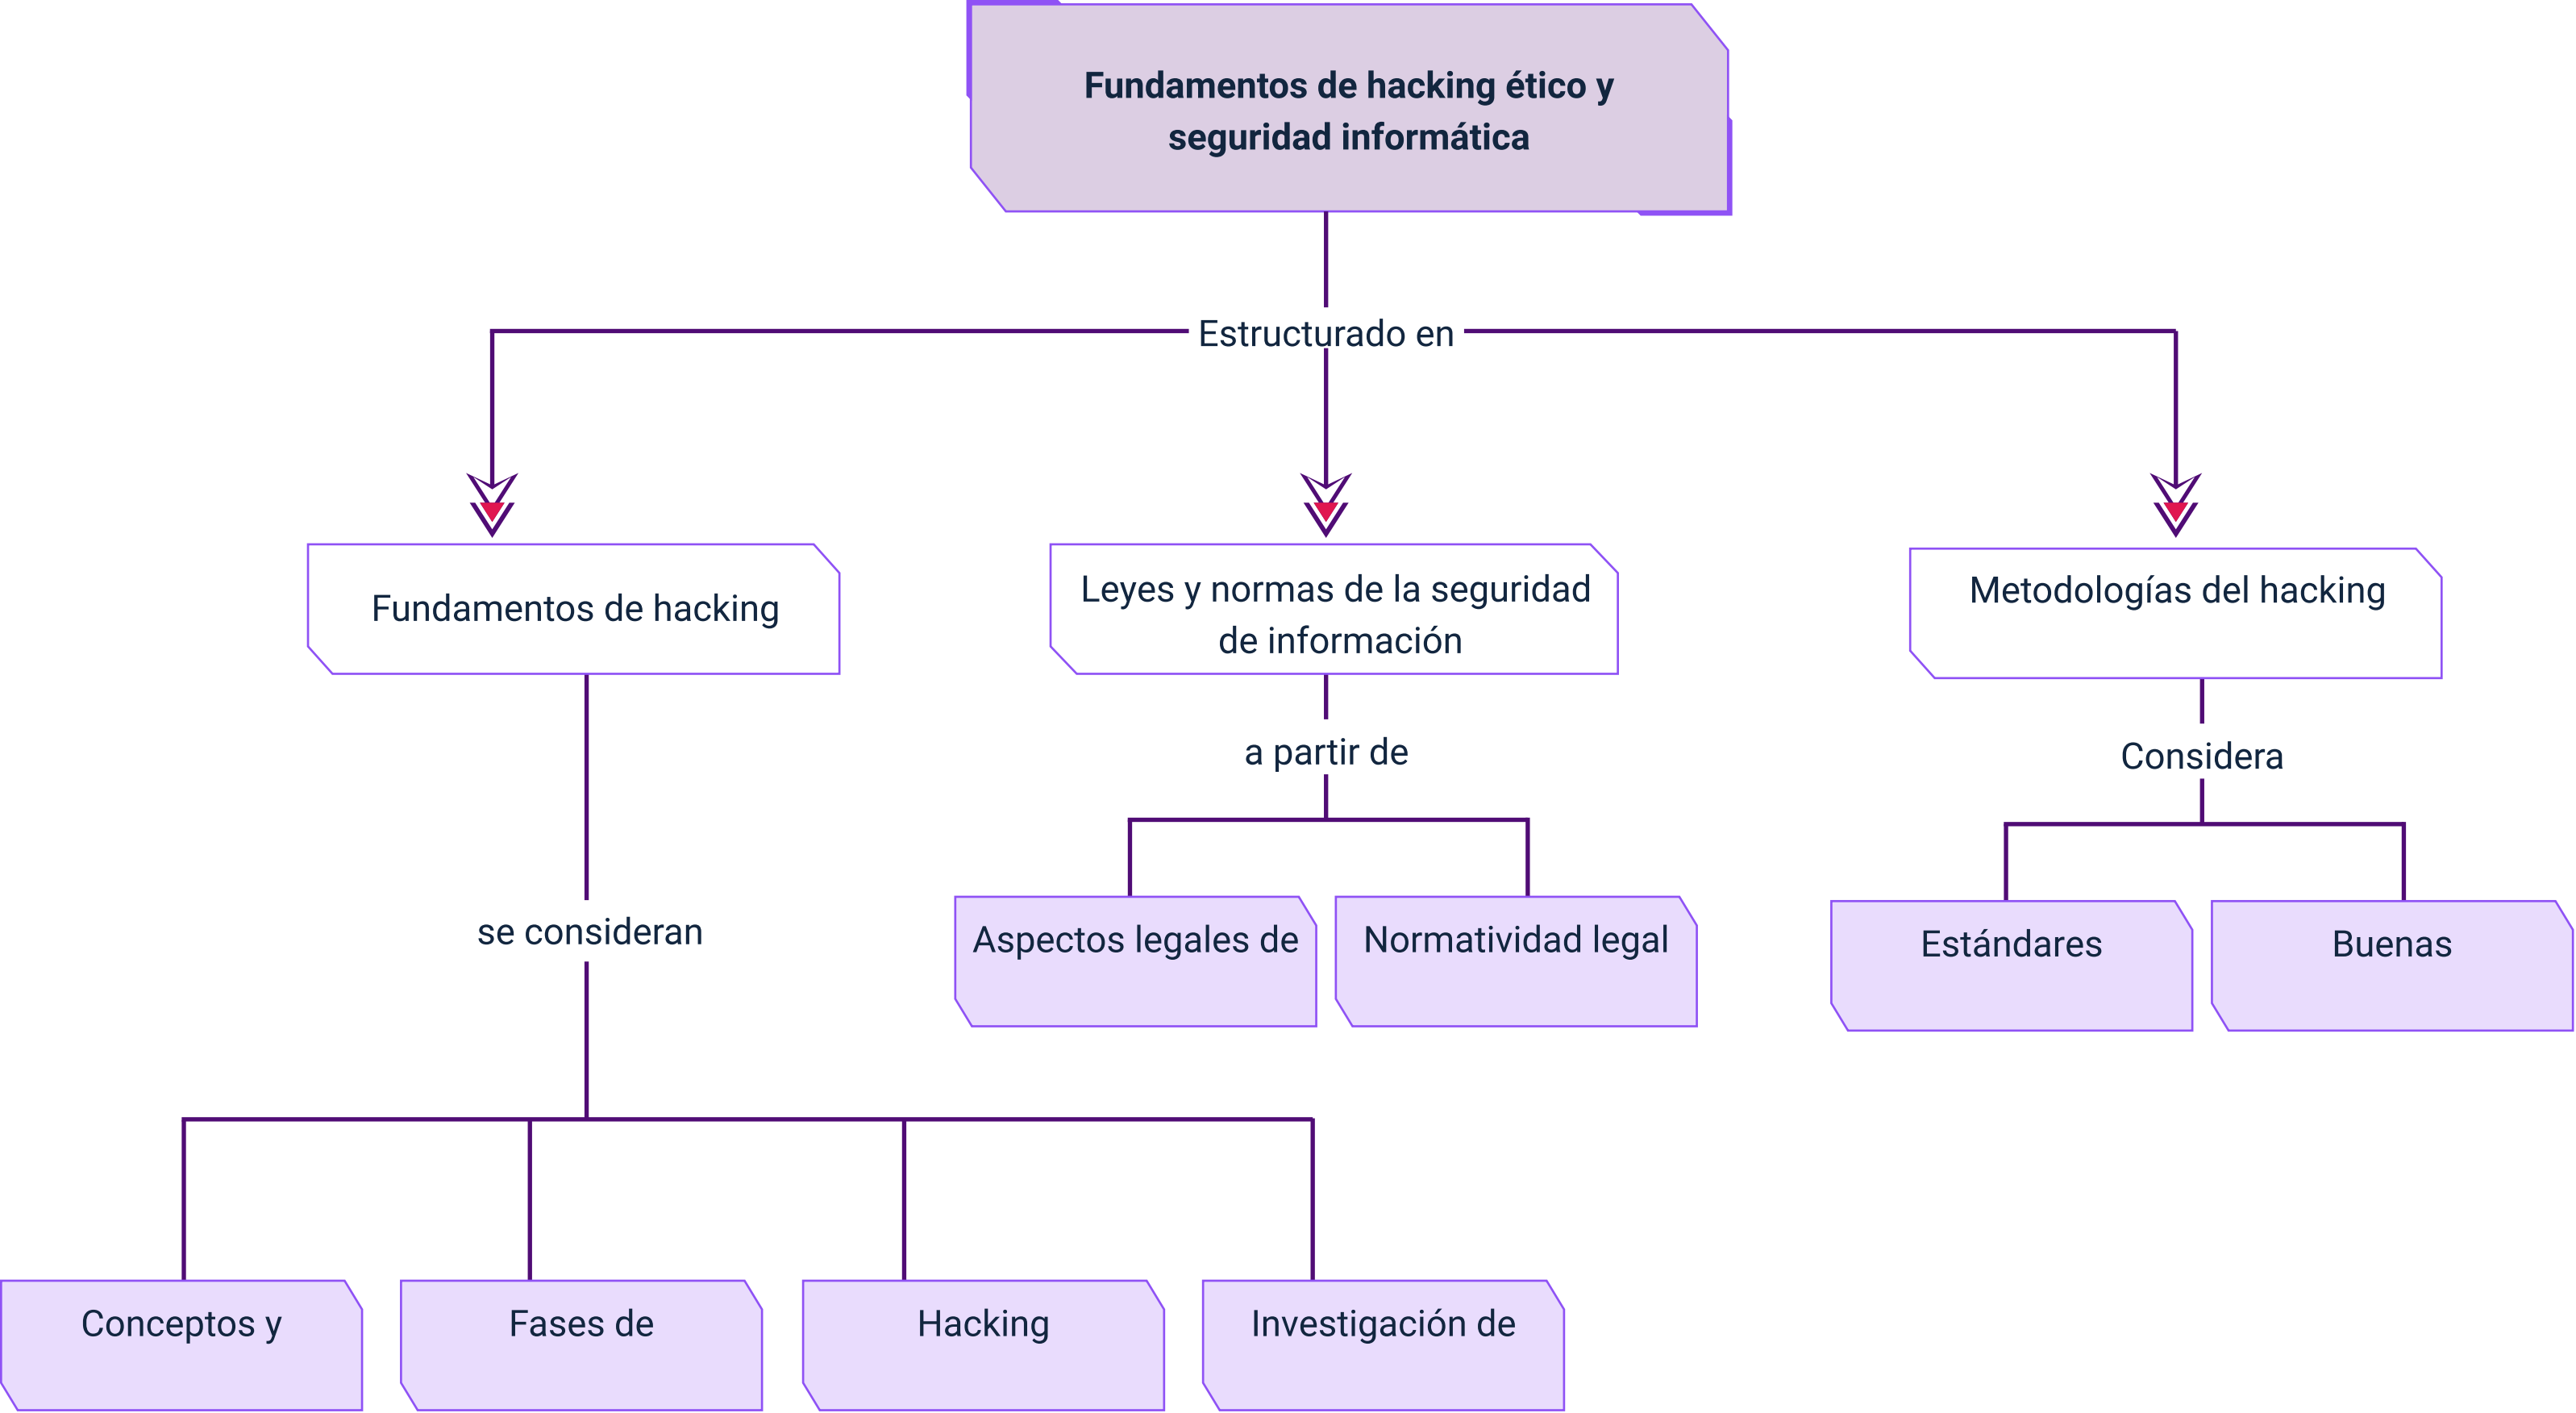 Fundamentos de hacking ético y
seguridad informática
Estructurado en
Fundamentos de hacking
Leyes y normas de la seguridad
de información
Metodologías del hacking
a partir de
Considera
Aspectos legales de
Normatividad legal
Estándares
Buenas
se consideran
Conceptos y
Fases de
Hacking
Investigación de